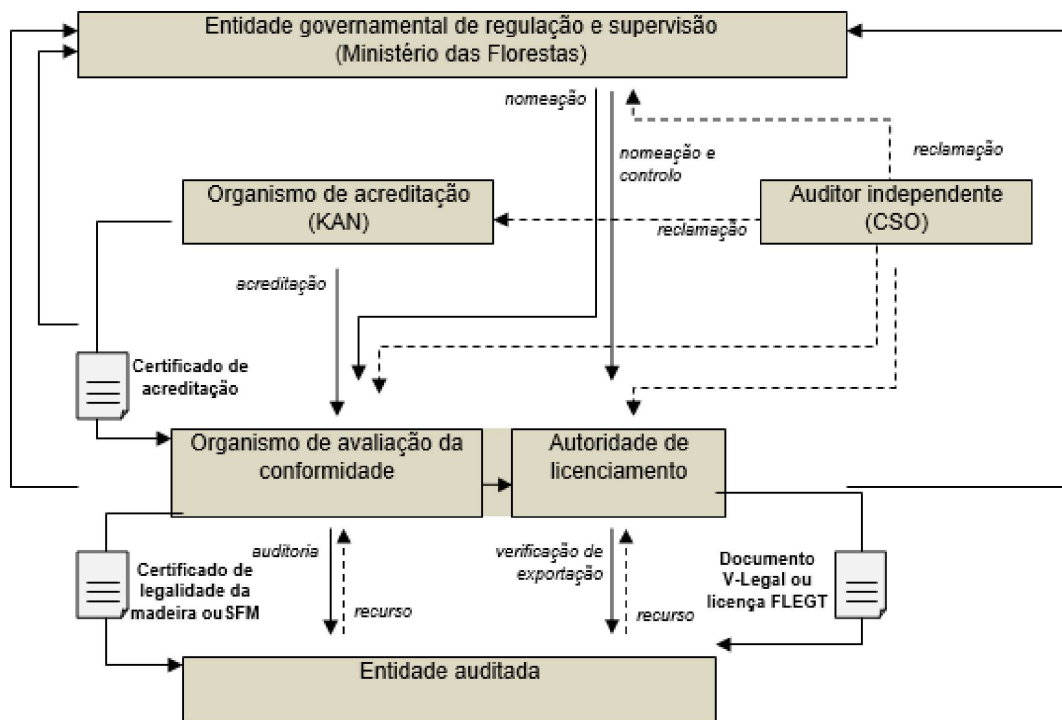 Entidade governamental de regulação e supervisão
(Ministério das Florestas)
nomeação
nomeação e
controlo
reclamação
Organismo de acreditação
(KAN)
reclamação
Auditor independente
(CSO)
acreditação
Certificado de
acreditação
Organismo de avaliação da
conformidade
Autoridade de
licenciamento
auditoria
recurso
verificação de
exportação
recurso
Certificado de
legalidade da
madeira ou SFM
Documento
V-Legal ou
licença FLEGT
Entidade auditada